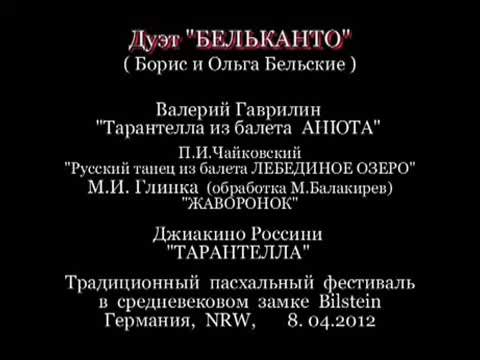 Дуэт "БЕЛЬКАНТО"
( Борис и Ольга Бельские )
Валерий Гаврилин
"Тарантелла из балета АНЮТА"
П.И.Чайковский
"Русский танец из балета ЛЕБЕДИНОЕ ОЗЕРО"
М.И. Глинка (обработка М.Балакирев)
"ЖАВОРОНОК"
Джиакино Россини
"ТАРАНТЕЛЛА"
Традиционный пасхальный фестиваль
в средневековом замке Bilstein
Германия, NRW, 8. 04.2012